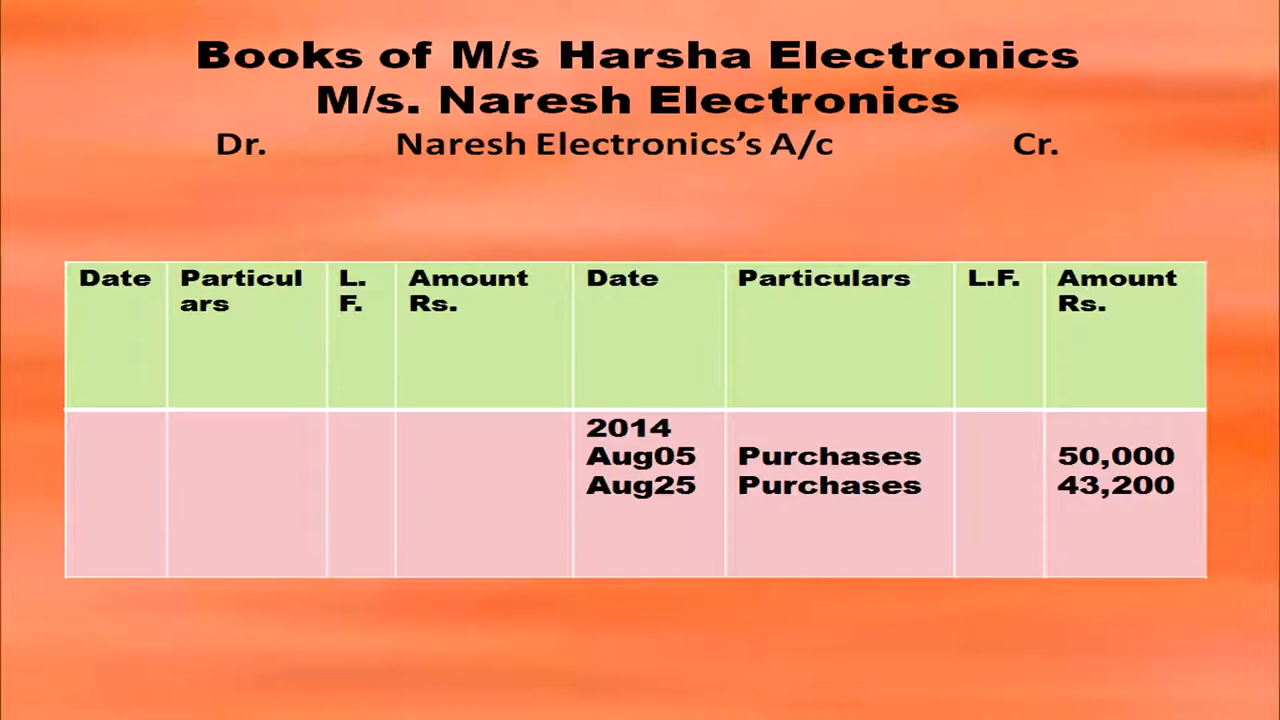 Books of M/s Harsha Electronics
M/s. Naresh Electronics
Dr. Naresh Electronics's A/c Cr.
Date Particul L. Amount Date Particulars L.F. Amount
ars F. Rs. Rs.
2014
Aug05 Purchases 50,000
Aug25 Purchases 43,200